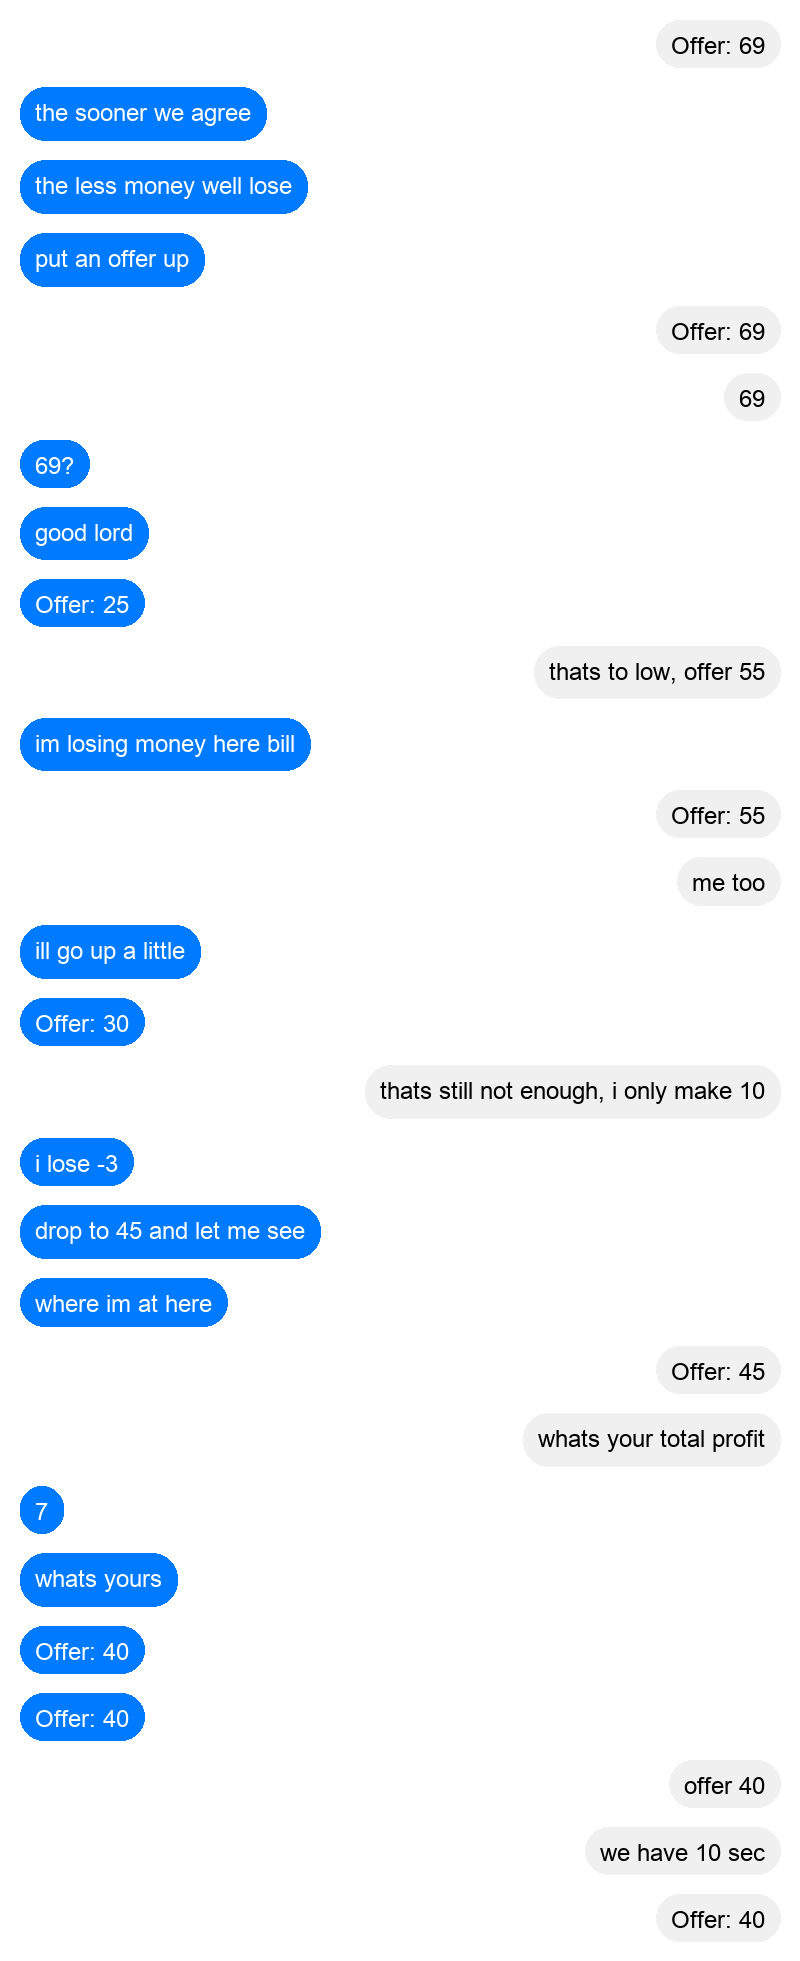 Offer: 69
the sooner we agree
the less money well lose
put an offer up
Offer: 69
69
69?
good lord
Offer: 25
thats to low, offer 55
im losing money here bill
Offer: 55
me too
ill go up a little
Offer: 30
thats still not enough, i only make 10
i lose -3
drop to 45 and let me see
where im at here
Offer: 45
whats your total profit
7
whats yours
Offer: 40
Offer: 40
offer 40
we have 10 sec
Offer: 40